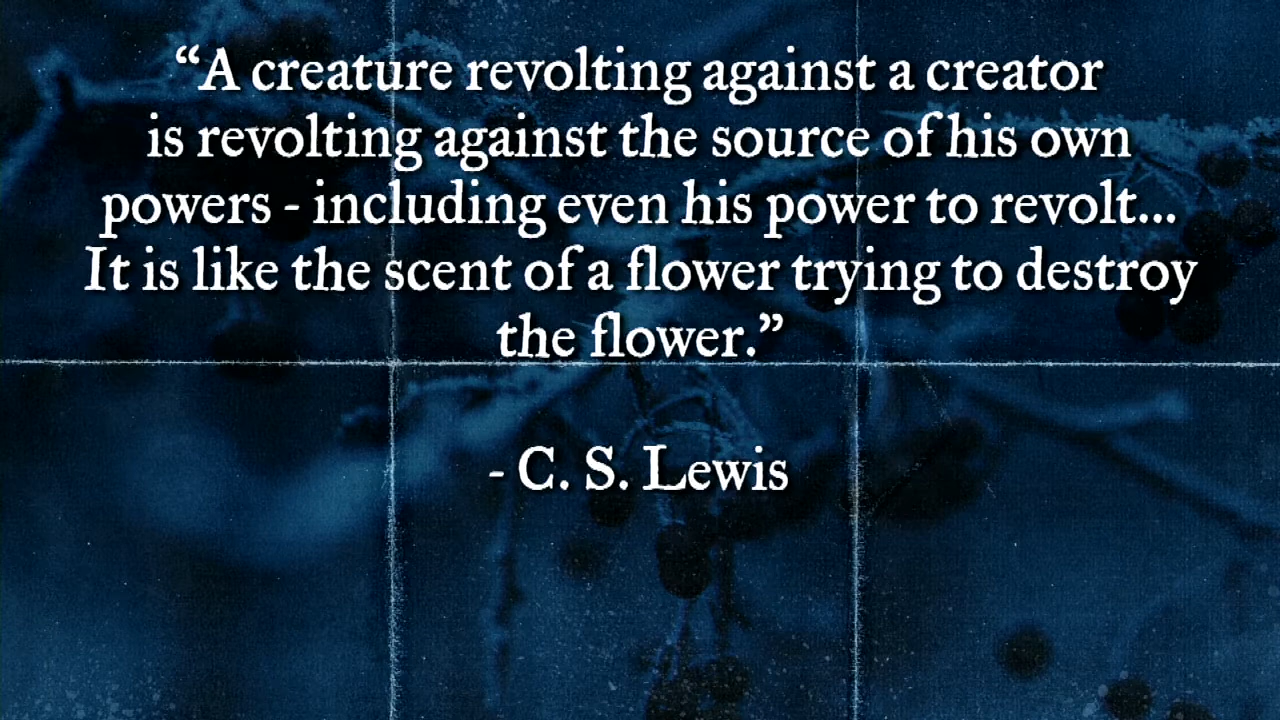 “A creature revolting against a creator
is revolting against the source of his own
powers - including even his power to revolt...
It is like the scent of a flower trying to destroy
the flower.”
- C. S. Lewis